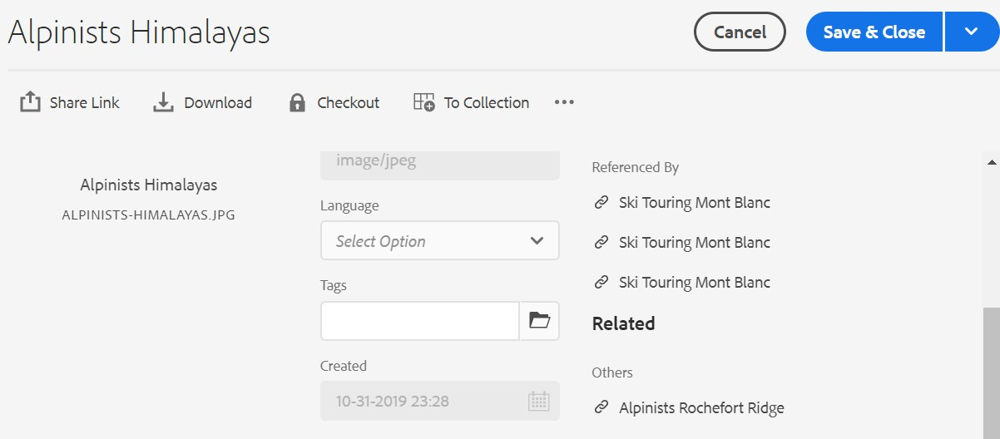 Alpinists Himalayas
Cancel
Save & Close
Share Link
Download
Checkout
To Collection
Alpinists Himalayas
ALPINISTS-HIMALAYAS.JPG
image/jpeg
Language
Select Option
Tags
Created
10-31-2019 23:28
Referenced By
Ski Touring Mont Blanc
Ski Touring Mont Blanc
Ski Touring Mont Blanc
Related
Others
Alpinists Rochefort Ridge